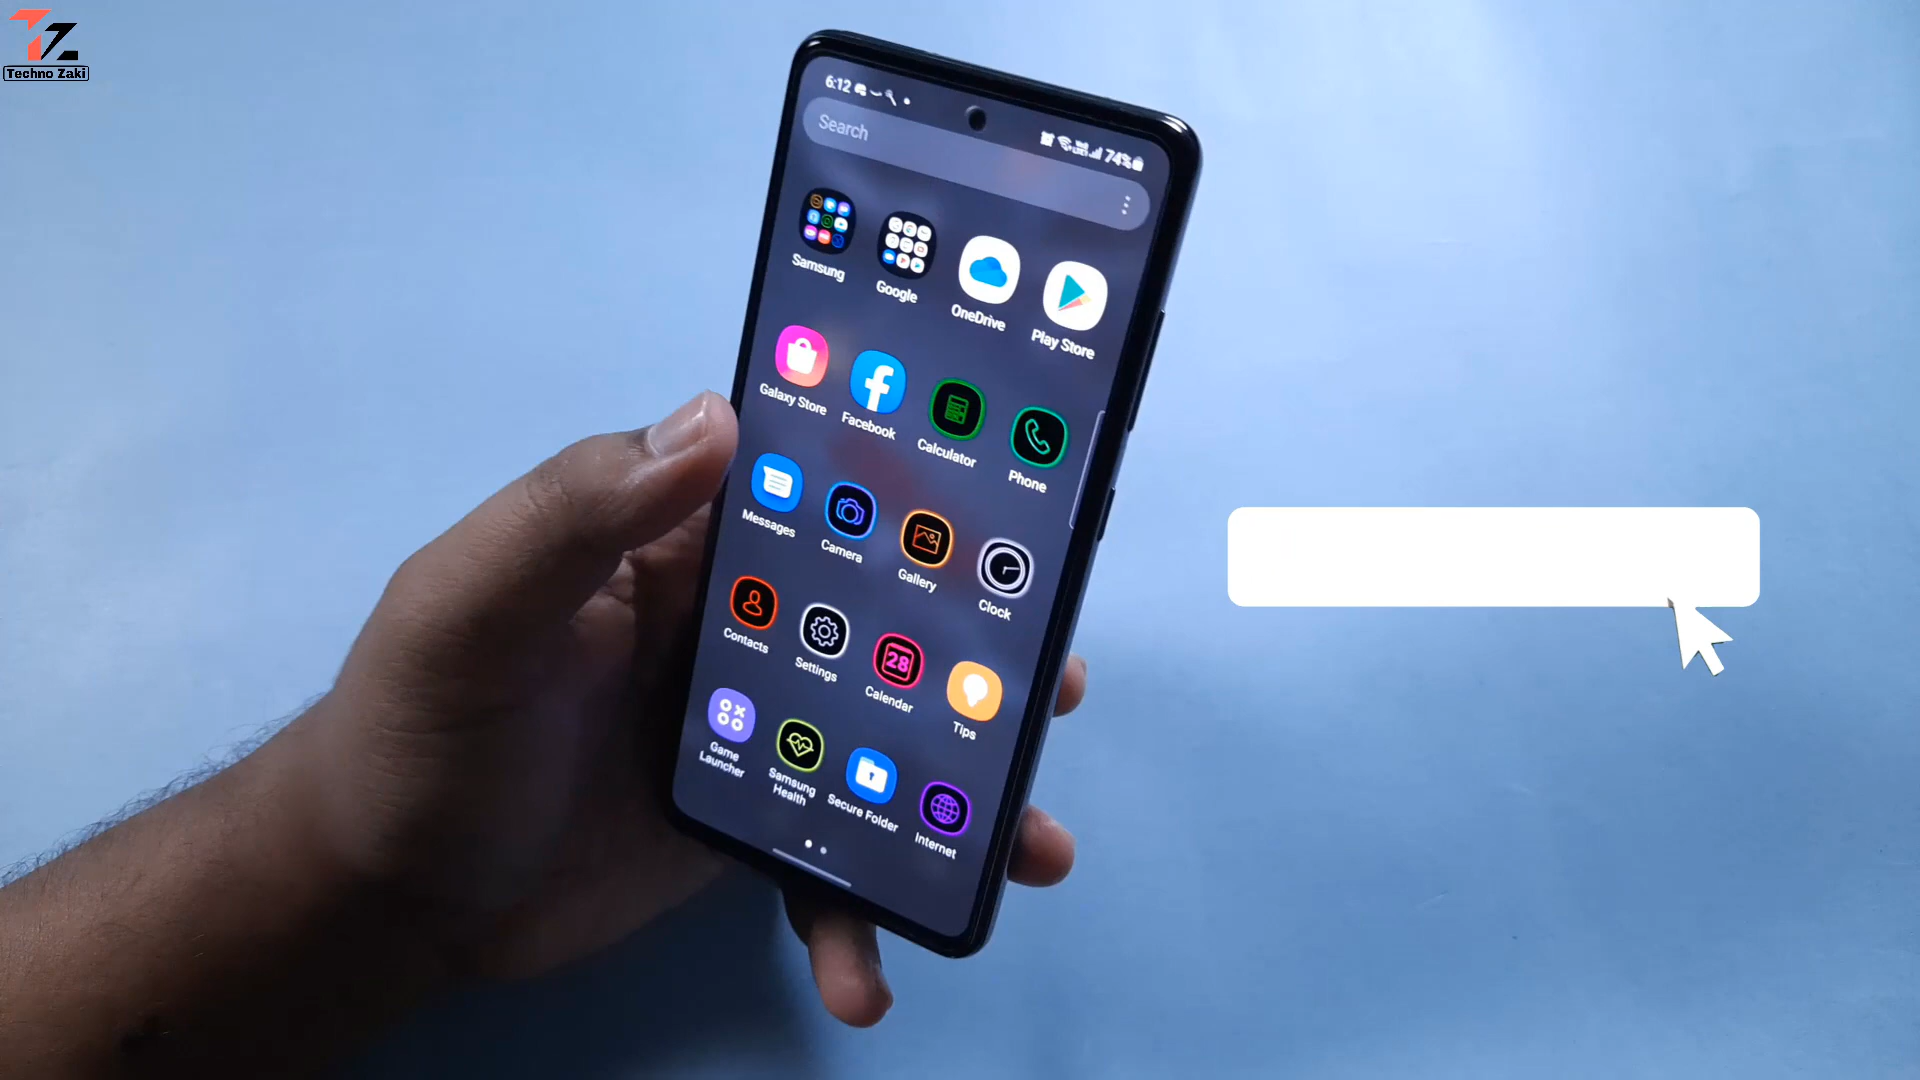 TZ
Techno Zaki
6:12
74%
Search
Samsung
Google
OneDrive
Play Store
Galaxy Store
Facebook
Calculator
Phone
Messages
Camera
Gallery
Clock
Contacts
Settings
28
Calendar
Tips
Game
Launcher
Samsung
Health
Secure Folder
Internet